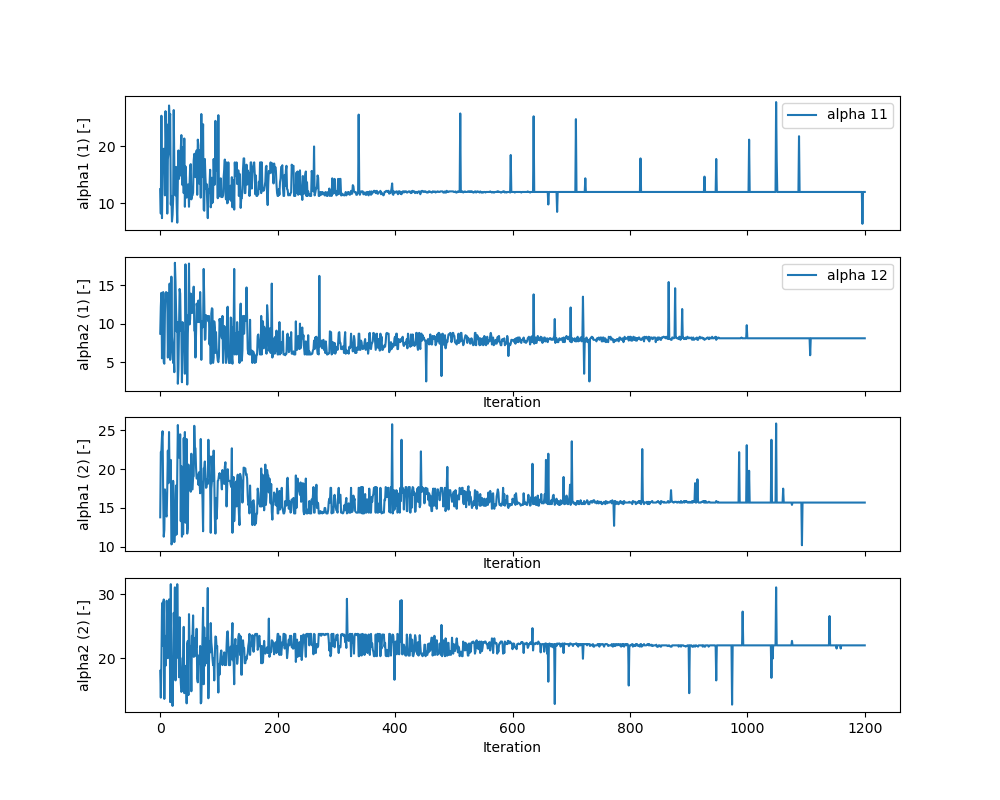 alpha1 (1) [-]
20
10
alpha 11
alpha2 (1) [-]
15
10
5
alpha 12
Iteration
alpha1 (2) [-]
25
20
15
10
Iteration
alpha2 (2) [-]
30
20
0 200 400 600 800 1000 1200
Iteration